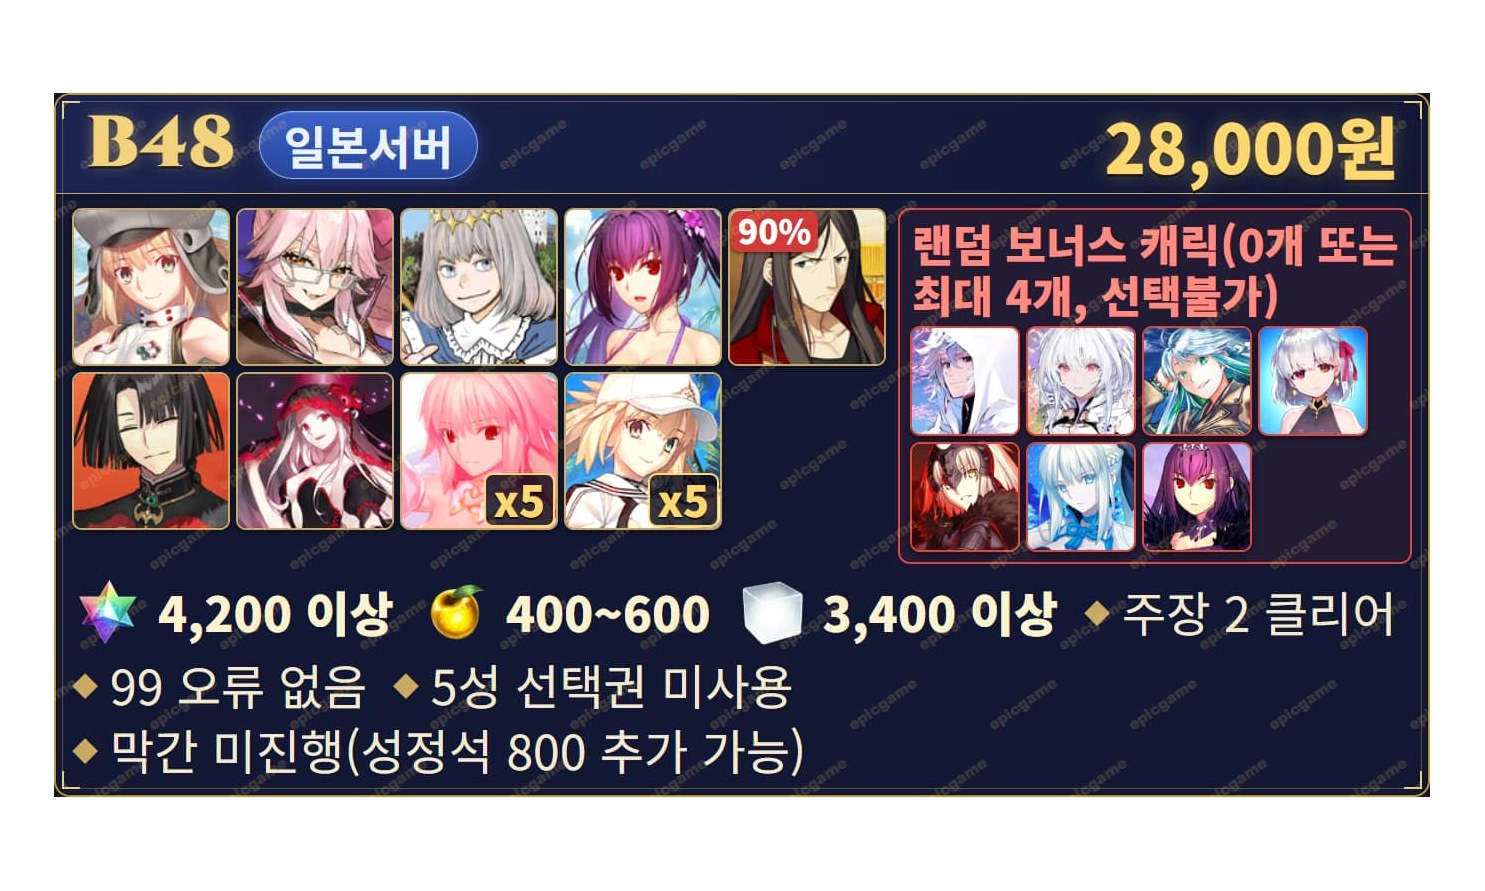 B48 일본서버 28,000원
90%
랜덤 보너스 캐릭(0개 또는
최대 4개, 선택불가)
x5 x5
4,200 이상 400~600 3,400 이상 ◆ 주장 2 클리어
◆ 99 오류 없음 ◆ 5성 선택권 미사용
◆ 막간 미진행(성정석 800 추가 가능)
epicgame